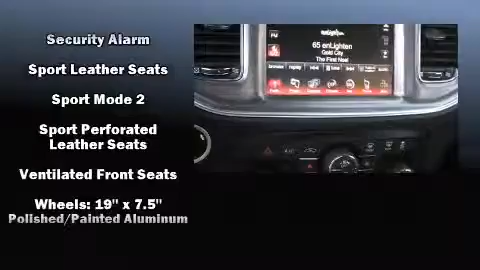 Security Alarm
Sport Leather Seats
Sport Mode 2
Sport Perforated
Leather Seats
Ventilated Front Seats
Wheels: 19" x 7.5"
Polished/Painted Aluminum
FM
65 enLighten
Gold City
The First Noel